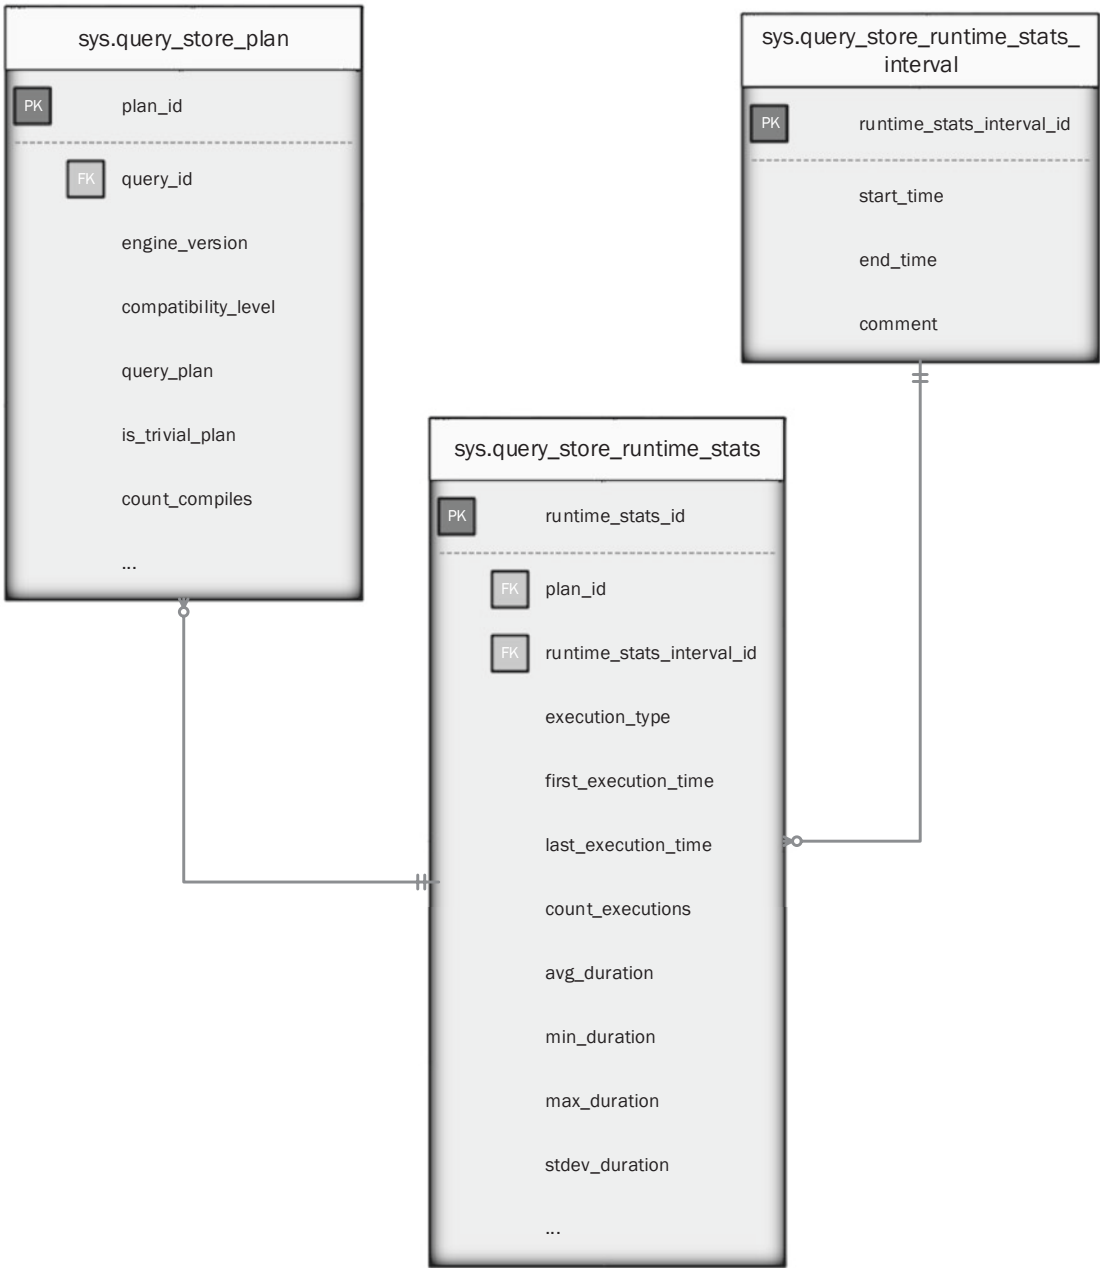 sys.query_store_plan
PK plan_id
FK query_id
engine_version
compatibility_level
query_plan
is_trivial_plan
count_compiles
...
sys.query_store_runtime_stats_
interval
PK runtime_stats_interval_id
start_time
end_time
comment
sys.query_store_runtime_stats
PK runtime_stats_id
FK plan_id
FK runtime_stats_interval_id
execution_type
first_execution_time
last_execution_time
count_executions
avg_duration
min_duration
max_duration
stdev_duration
...